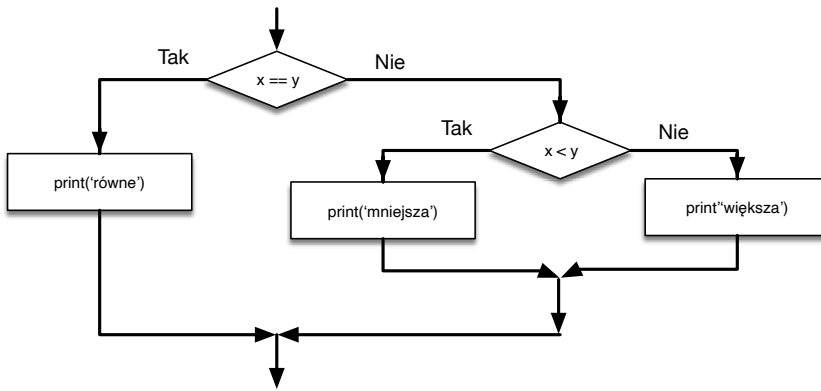 Tak
x == y
Nie
Tak
x < y
Nie
print(‘równe’)
print(‘mniejsza’)
print’‘większa’)